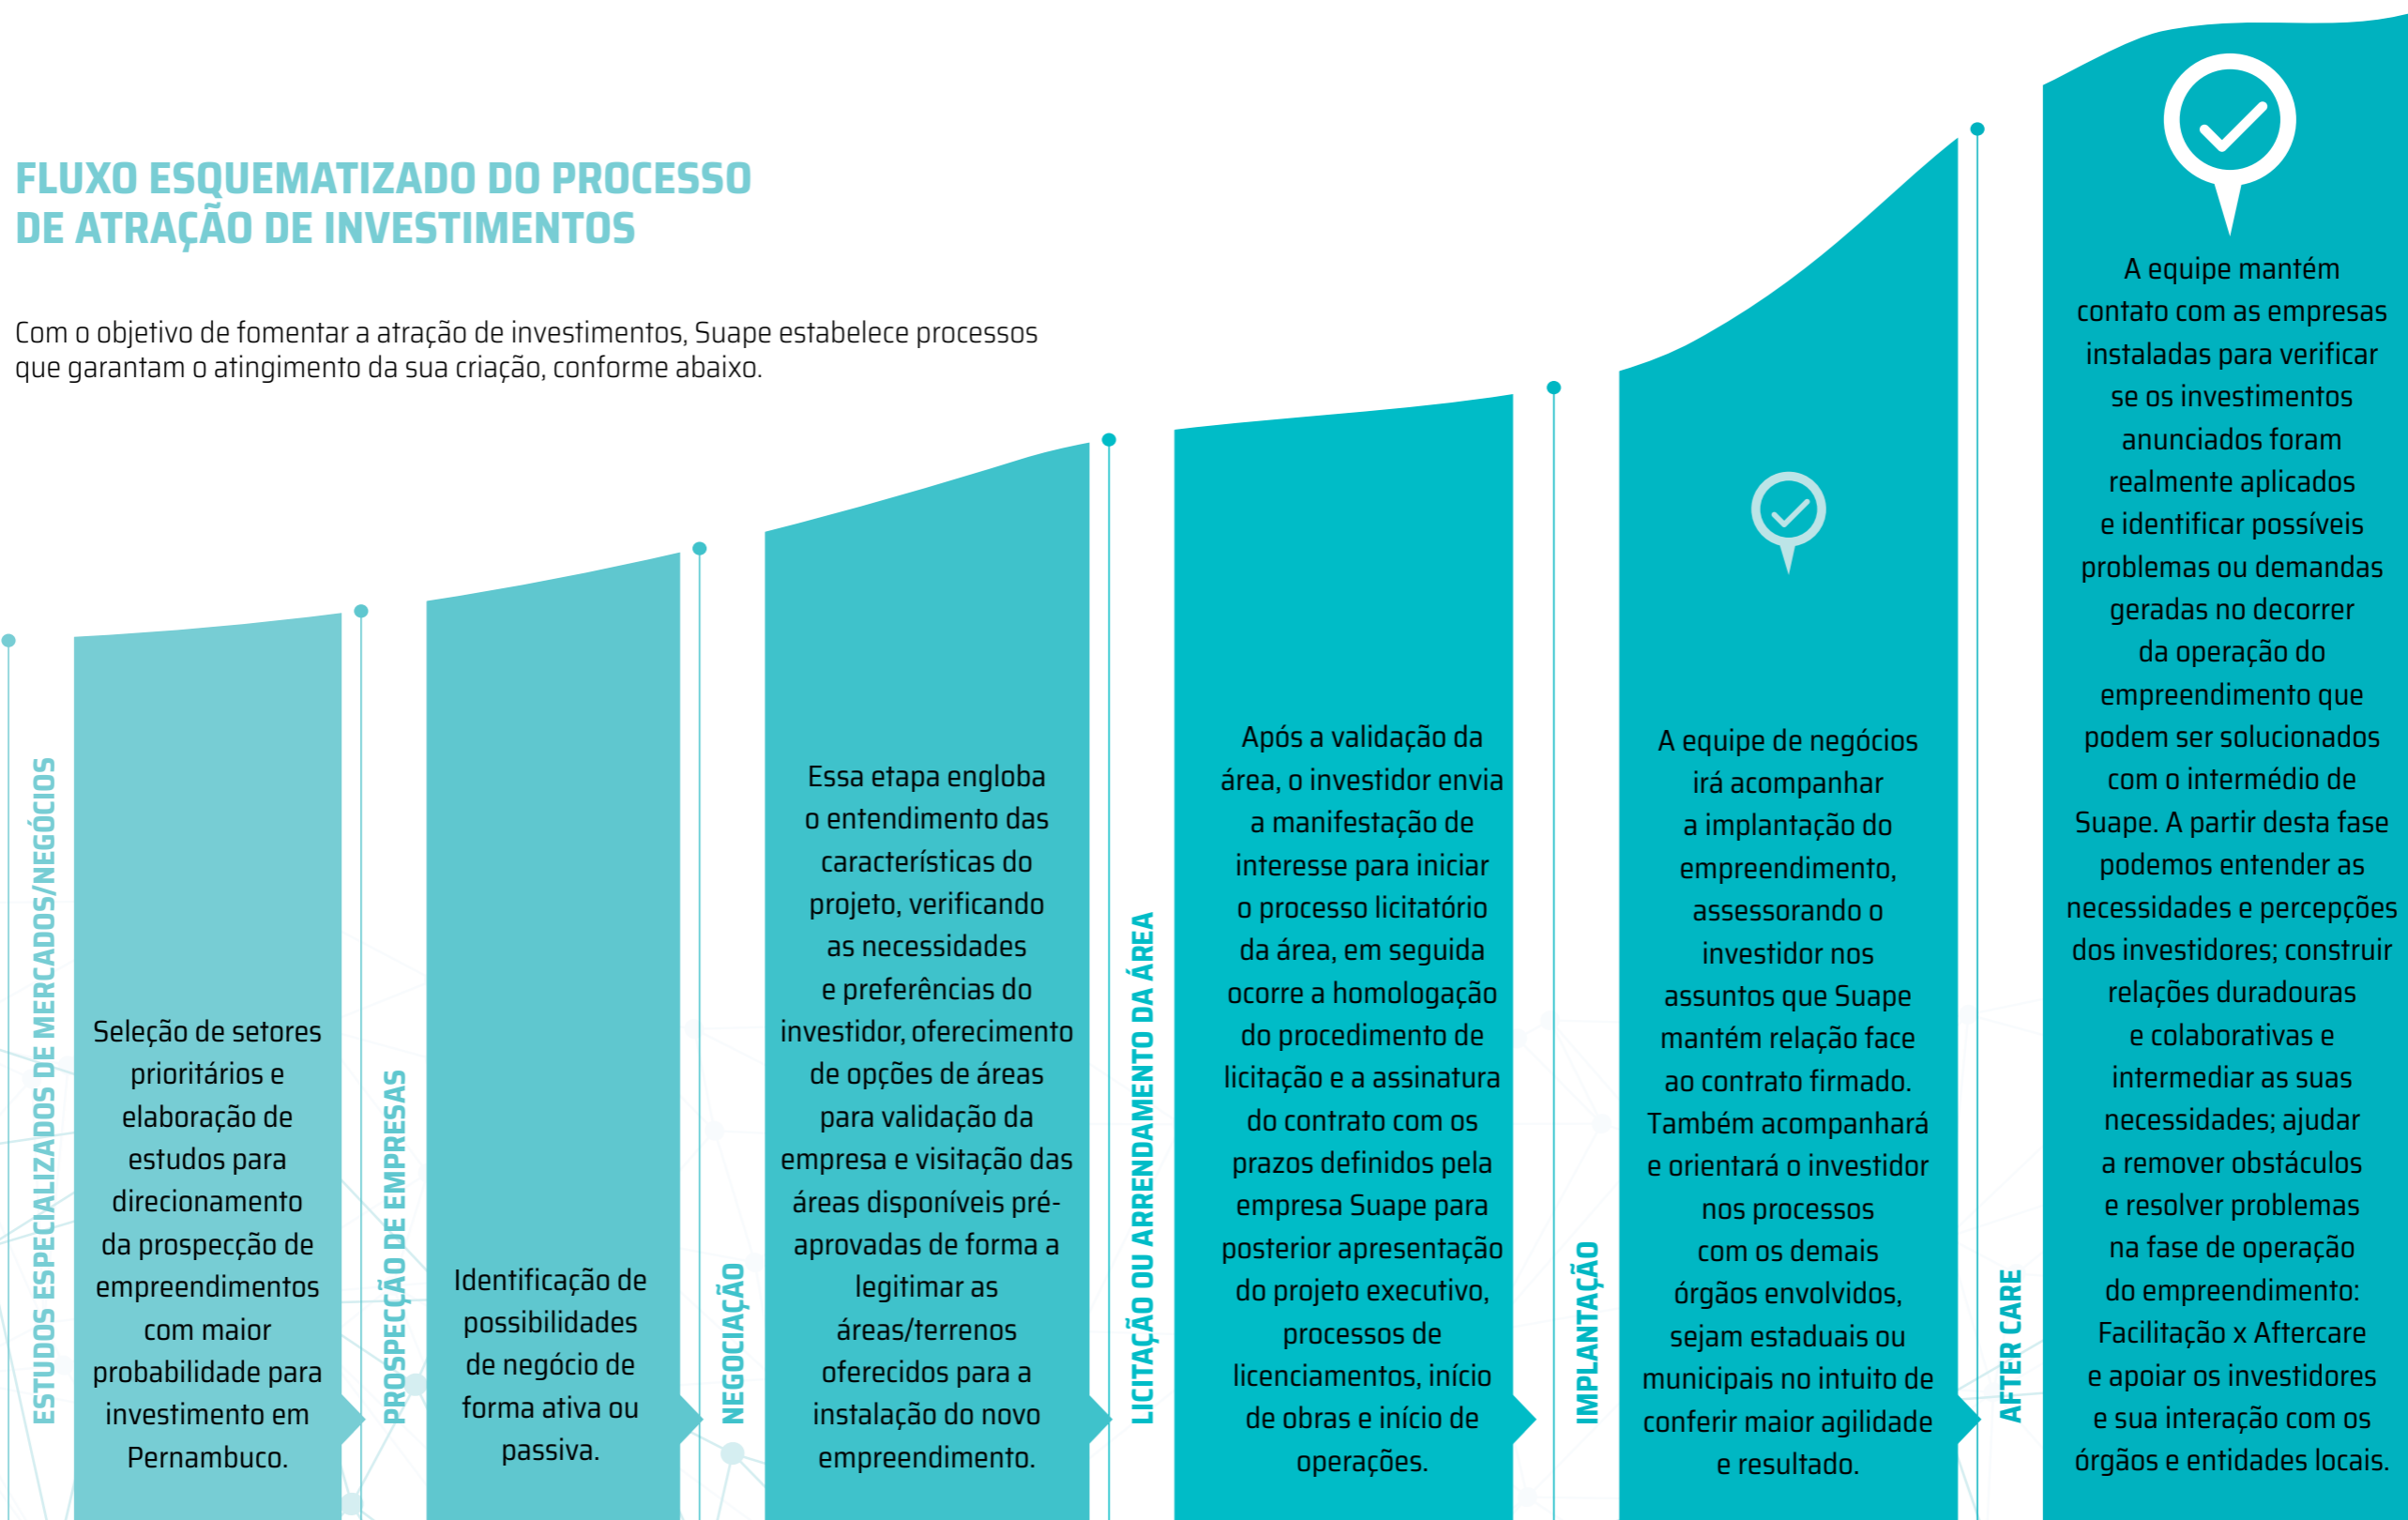 FLUXO ESQUEMATIZADO DO PROCESSO
DE ATRAÇÃO DE INVESTIMENTOS
Com o objetivo de fomentar a atração de investimentos, Suape estabelece processos
que garantam o atingimento da sua criação, conforme abaixo.
ESTUDOS ESPECIALIZADOS DE MERCADOS/NEGÓCIOS
Seleção de setores
prioritários e
elaboração de
estudos para
direcionamento
da prospecção de
empreendimentos
com maior
probabilidade para
investimento em
Pernambuco.
PROSPECÇÃO DE EMPRESAS
Identificação de
possibilidades
de negócio de
forma ativa ou
passiva.
NEGOCIAÇÃO
Essa etapa engloba
o entendimento das
características do
projeto, verificando
as necessidades
e preferências do
investidor, oferecimento
de opções de áreas
para validação da
empresa e visitação das
áreas disponíveis pré-
aprovadas de forma a
legitimar as
áreas/terrenos
oferecidos para a
instalação do novo
empreendimento.
LICITAÇÃO OU ARRENDAMENTO DA ÁREA
Após a validação da
área, o investidor envia
a manifestação de
interesse para iniciar
o processo licitatório
da área, em seguida
ocorre a homologação
do procedimento de
licitação e a assinatura
do contrato com os
prazos definidos pela
empresa Suape para
posterior apresentação
do projeto executivo,
processos de
licenciamentos, início
de obras e início de
operações.
IMPLANTAÇÃO
A equipe de negócios
irá acompanhar
a implantação do
empreendimento,
assessorando o
investidor nos
assuntos que Suape
mantém relação face
ao contrato firmado.
Também acompanhará
e orientará o investidor
nos processos
com os demais
órgãos envolvidos,
sejam estaduais ou
municipais no intuito de
conferir maior agilidade
e resultado.
AFTER CARE
A equipe mantém
contato com as empresas
instaladas para verificar
se os investimentos
anunciados foram
realmente aplicados
e identificar possíveis
problemas ou demandas
geradas no decorrer
da operação do
empreendimento que
podem ser solucionados
com o intermédio de
Suape. A partir desta fase
podemos entender as
necessidades e percepções
dos investidores; construir
relações duradouras
e colaborativas e
intermediar as suas
necessidades; ajudar
a remover obstáculos
e resolver problemas
na fase de operação
do empreendimento:
Facilitação x Aftercare
e apoiar os investidores
e sua interação com os
órgãos e entidades locais.